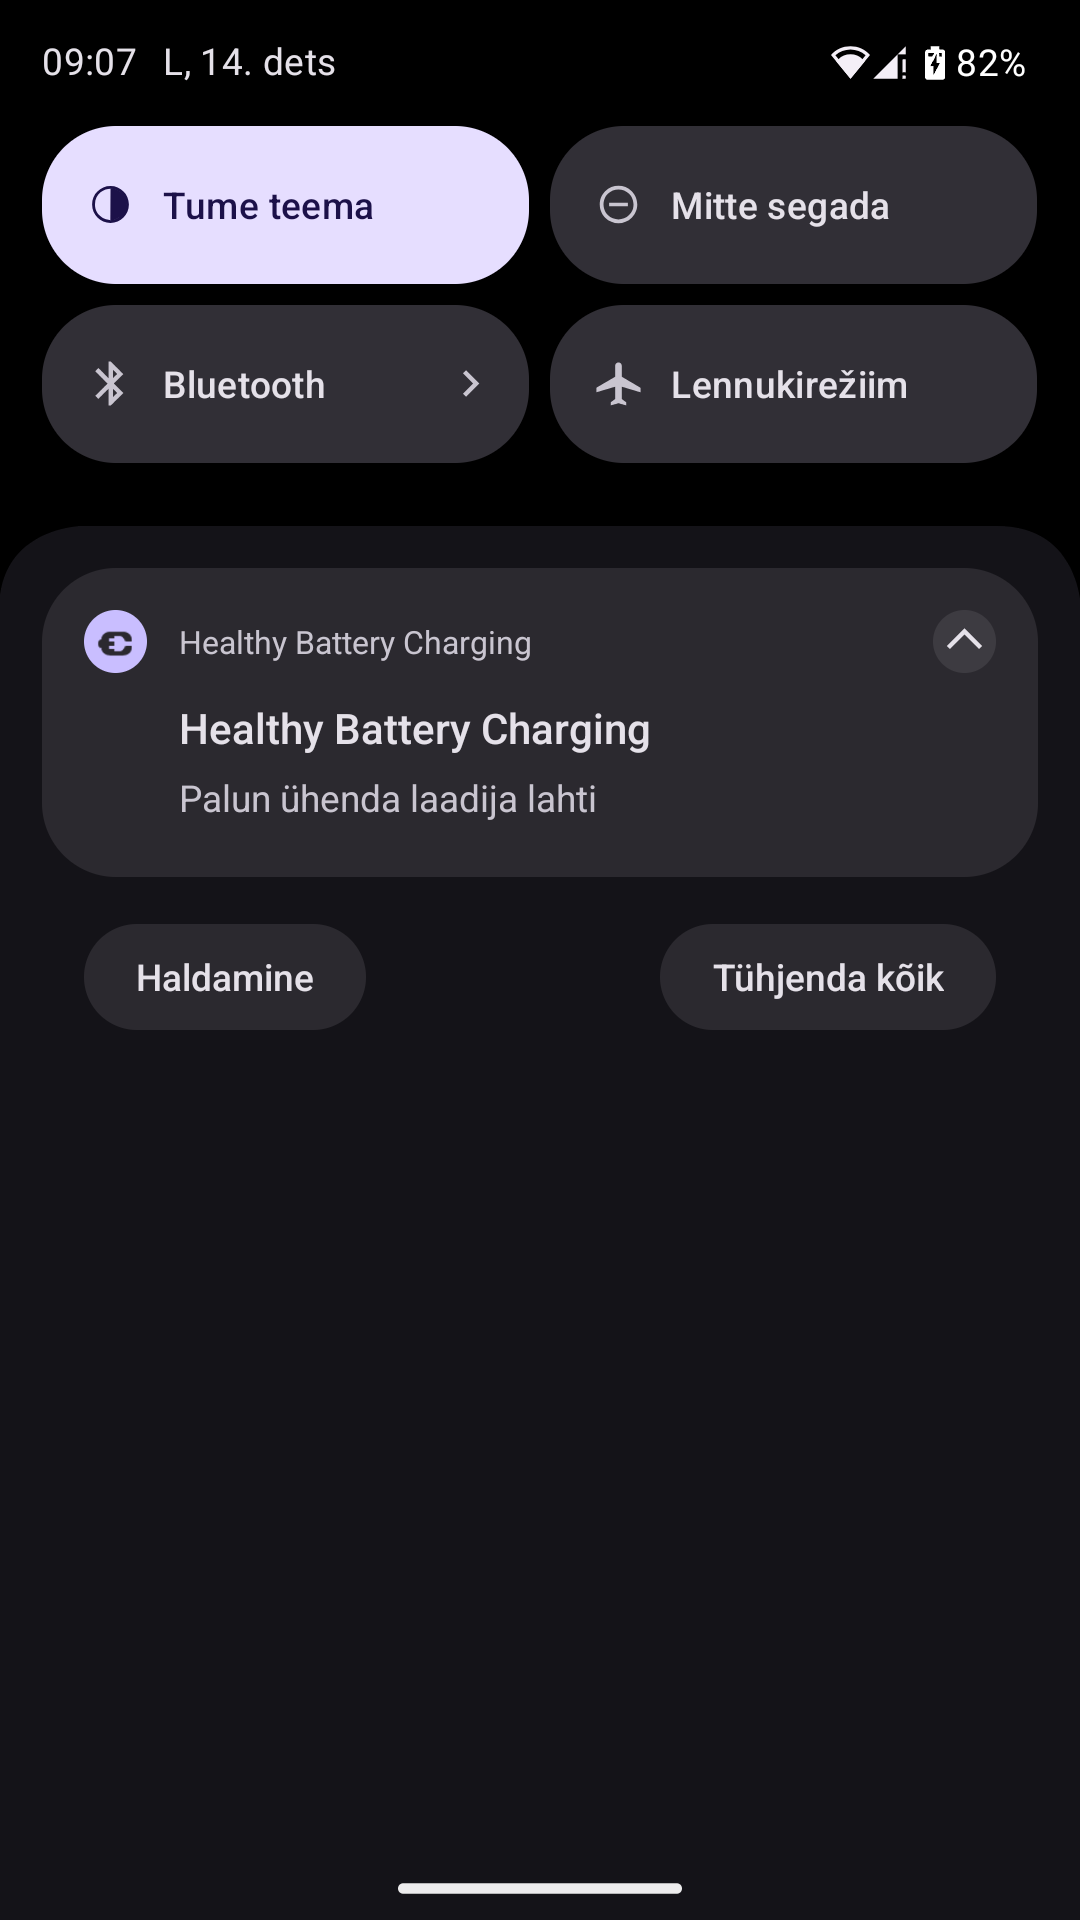 09:07 L, 14. dets 82%
Tume teema
Mitte segada
Bluetooth
Lennukirežiim
Healthy Battery Charging
Healthy Battery Charging
Palun ühenda laadija lahti
Haldamine
Tühjenda kõik